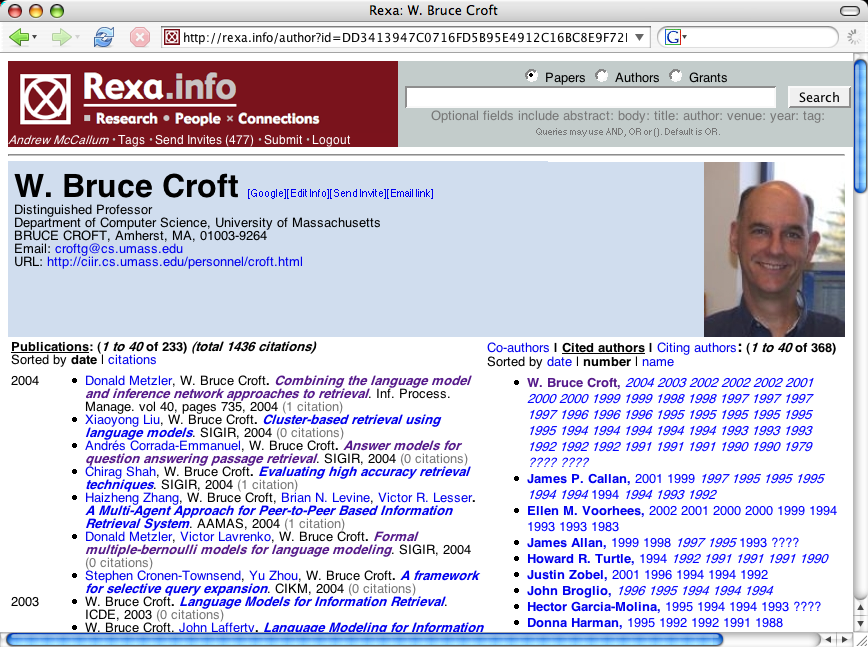 Rexa: W. Bruce Croft
http://rexa.info/author?id=DD3413947C0716FD5B95E4912C16BC8E9F72
G
Rexa.info
Research • People × Connections
Andrew McCallum · Tags · Send Invites (477) · Submit · Logout
Papers Authors Grants
Search
Optional fields include abstract: body: title: author: venue: year: tag:
Queries may use AND, OR or (). Default is OR.
W. Bruce Croft [Google][Edit Info][Send Invite][Email link]
Distinguished Professor
Department of Computer Science, University of Massachusetts
BRUCE CROFT, Amherst, MA, 01003-9264
Email: croftg@cs.umass.edu
URL: http://ciir.cs.umass.edu/personnel/croft.html
Publications: (1 to 40 of 233) (total 1436 citations)
Sorted by date | citations
2004 • Donald Metzler, W. Bruce Croft. Combining the language model
and inference network approaches to retrieval. Inf. Process.
Manage. vol 40, pages 735, 2004 (1 citation)
• Xiaoyong Liu, W. Bruce Croft. Cluster-based retrieval using
language models. SIGIR, 2004 (0 citations)
• Andrés Corrada-Emmanuel, W. Bruce Croft. Answer models for
question answering passage retrieval. SIGIR, 2004 (0 citations)
• Chirag Shah, W. Bruce Croft. Evaluating high accuracy retrieval
techniques. SIGIR, 2004 (1 citation)
• Haizheng Zhang, W. Bruce Croft, Brian N. Levine, Victor R. Lesser.
A Multi-Agent Approach for Peer-to-Peer Based Information
Retrieval System. AAMAS, 2004 (1 citation)
• Donald Metzler, Victor Lavrenko, W. Bruce Croft. Formal
multiple-bernoulli models for language modeling. SIGIR, 2004
(0 citations)
• Stephen Cronen-Townsend, Yu Zhou, W. Bruce Croft. A framework
for selective query expansion. CIKM, 2004 (0 citations)
2003 • W. Bruce Croft. Language Models for Information Retrieval.
ICDE, 2003 (0 citations)
• W. Bruce Croft, John Lafferty. Language Modeling for Information
Co-authors | Cited authors | Citing authors: (1 to 40 of 368)
Sorted by date | number | name
• W. Bruce Croft, 2004 2003 2002 2002 2002 2001
2000 2000 1999 1999 1998 1998 1997 1997 1997
1997 1996 1996 1996 1995 1995 1995 1995 1995
1995 1994 1994 1994 1994 1994 1993 1993 1993
1992 1992 1992 1991 1991 1991 1990 1990 1979
???? ????
• James P. Callan, 2001 1999 1997 1995 1995 1995
1994 1994 1994 1994 1993 1992
• Ellen M. Voorhees, 2002 2001 2000 2000 1999 1994
1993 1993 1983
• James Allan, 1999 1998 1997 1995 1993 ????
• Howard R. Turtle, 1994 1992 1991 1991 1991 1990
• Justin Zobel, 2001 1996 1994 1994 1992
• John Broglio, 1996 1995 1994 1994 1994
• Hector Garcia-Molina, 1995 1994 1994 1993 ????
• Donna Harman, 1995 1992 1992 1991 1988